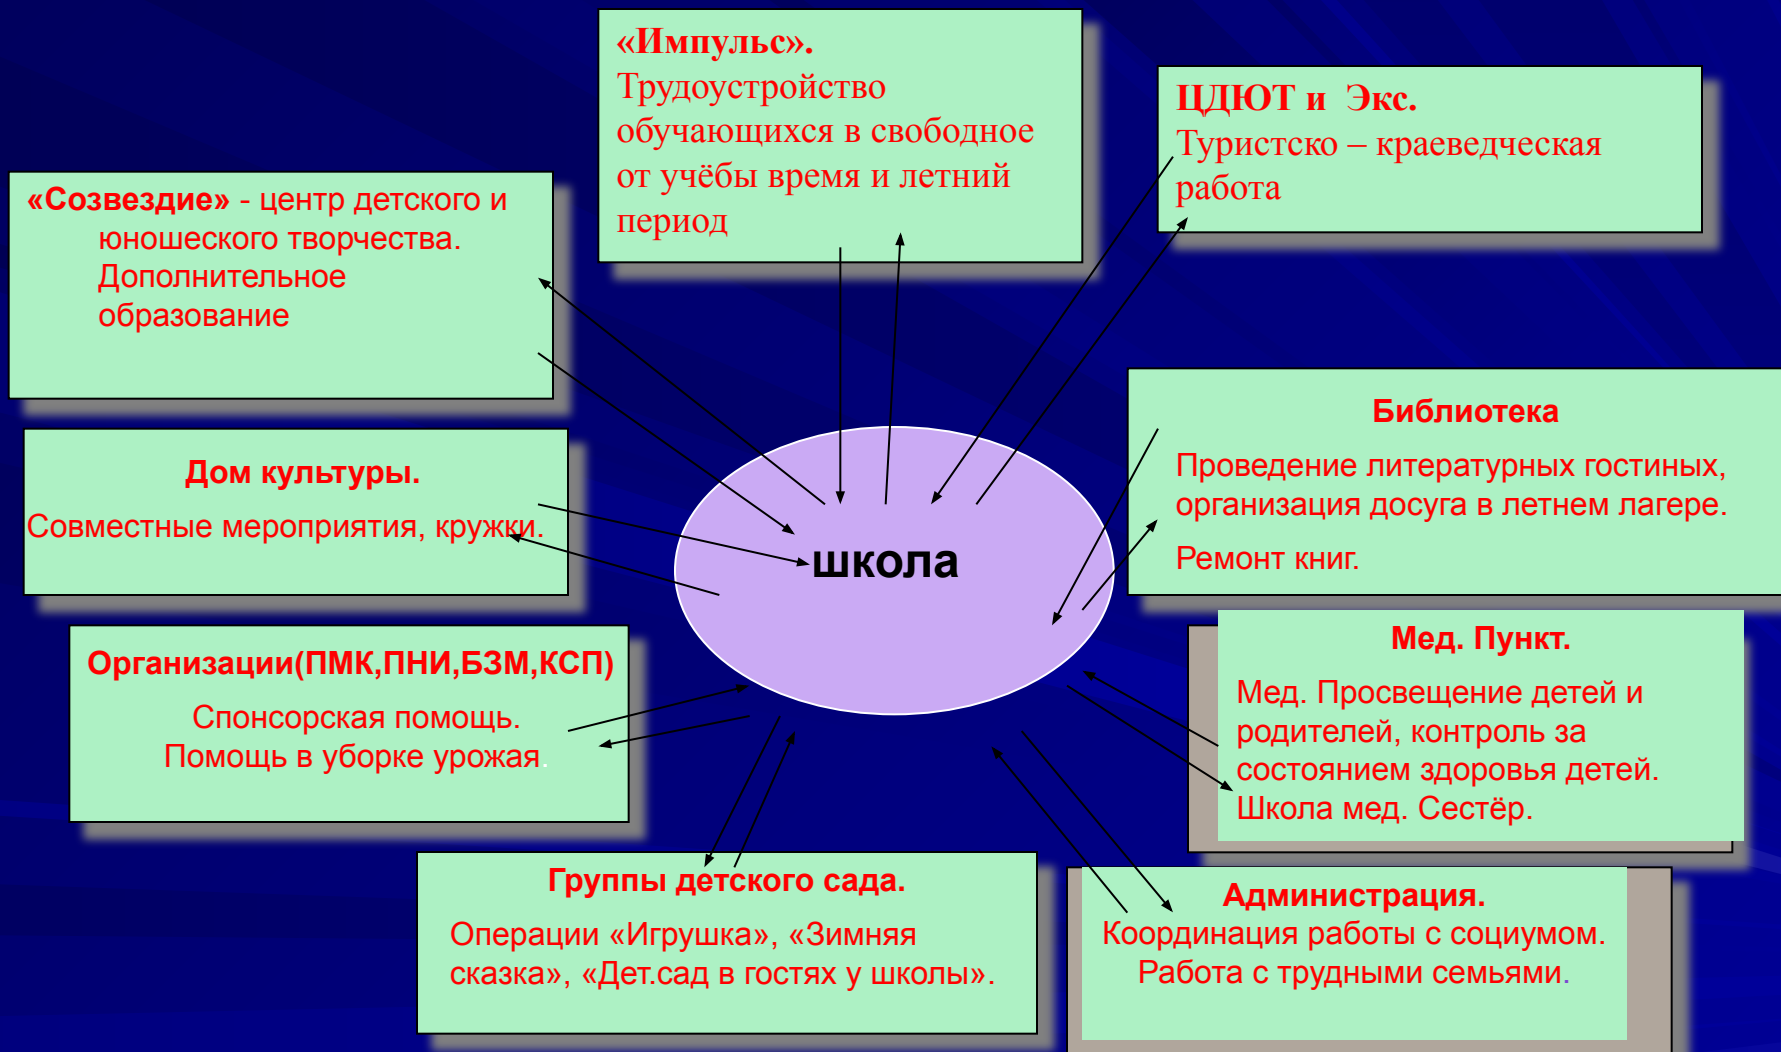 «Импульс».
Трудоустройство
обучающихся в свободное
от учёбы время и летний
период
ЦДЮТ и  Экс.
Туристско – краеведческая
работа
«Созвездие» - центр детского и
юношеского творчества.
Дополнительное
образование
Библиотека
Проведение литературных гостиных,
организация досуга в летнем лагере.
Ремонт книг.
Дом культуры.
Совместные мероприятия, кружки.
школа
Организации(ПМК,ПНИ,БЗМ,КСП)
Спонсорская помощь.
Помощь в уборке урожая.
Мед. Пункт.
Мед. Просвещение детей и
родителей, контроль за
состоянием здоровья детей.
Школа мед. Сестёр.
Группы детского сада.
Операции «Игрушка», «Зимняя
сказка», «Дет.сад в гостях у школы».
Администрация.
Координация работы с социумом.
Работа с трудными семьями.